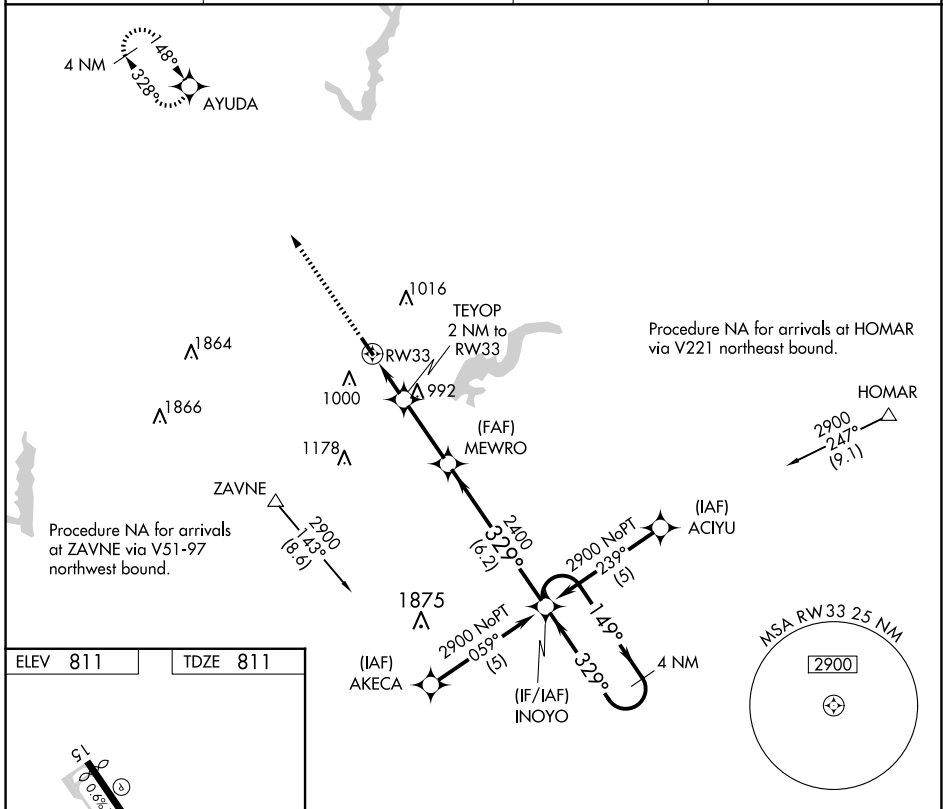 4 NM
148°
328°
AYUDA
1016
TEYOP
2 NM to
RW33
RW33
1864
1000
992
1866
1178
Procedure NA for arrivals at HOMAR
via V221 northeast bound.
HOMAR
2900
247°
(9.1)
(FAF)
MEWRO
ZAVNE
2900
143°
(8.6)
Procedure NA for arrivals
at ZAVNE via V51-97
northwest bound.
2400
329°
(6.2)
(IAF)
ACIYU
2900 NoPT
239°
(5)
1875
2900 NoPT
059°
(5)
(IAF)
AKECA
(IF/IAF)
INOYO
149°
329°
4 NM
MSA RW33 25 NM
2900
ELEV 811
TDZE 811
15
0.6%
P